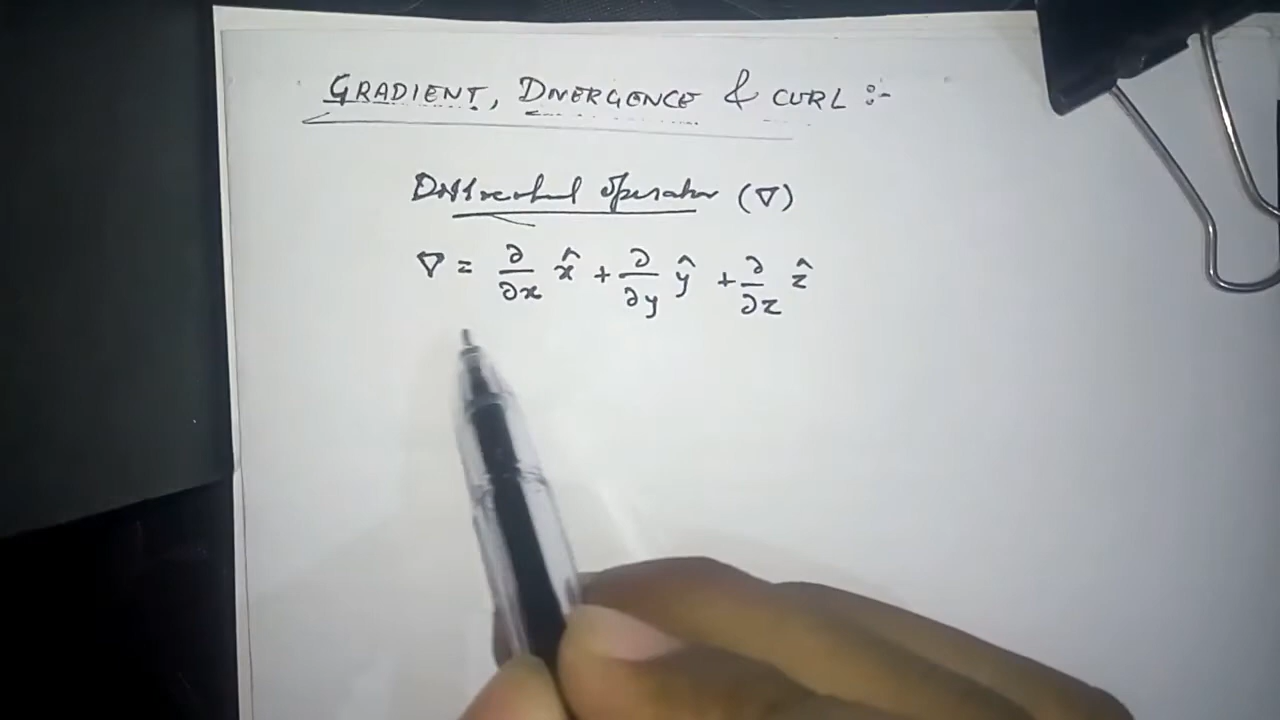 GRADIENT, DIVERGENCE & CURL :-
Differential operator (∇)
∇ = ∂/∂x x̂ + ∂/∂y ŷ + ∂/∂z ẑ